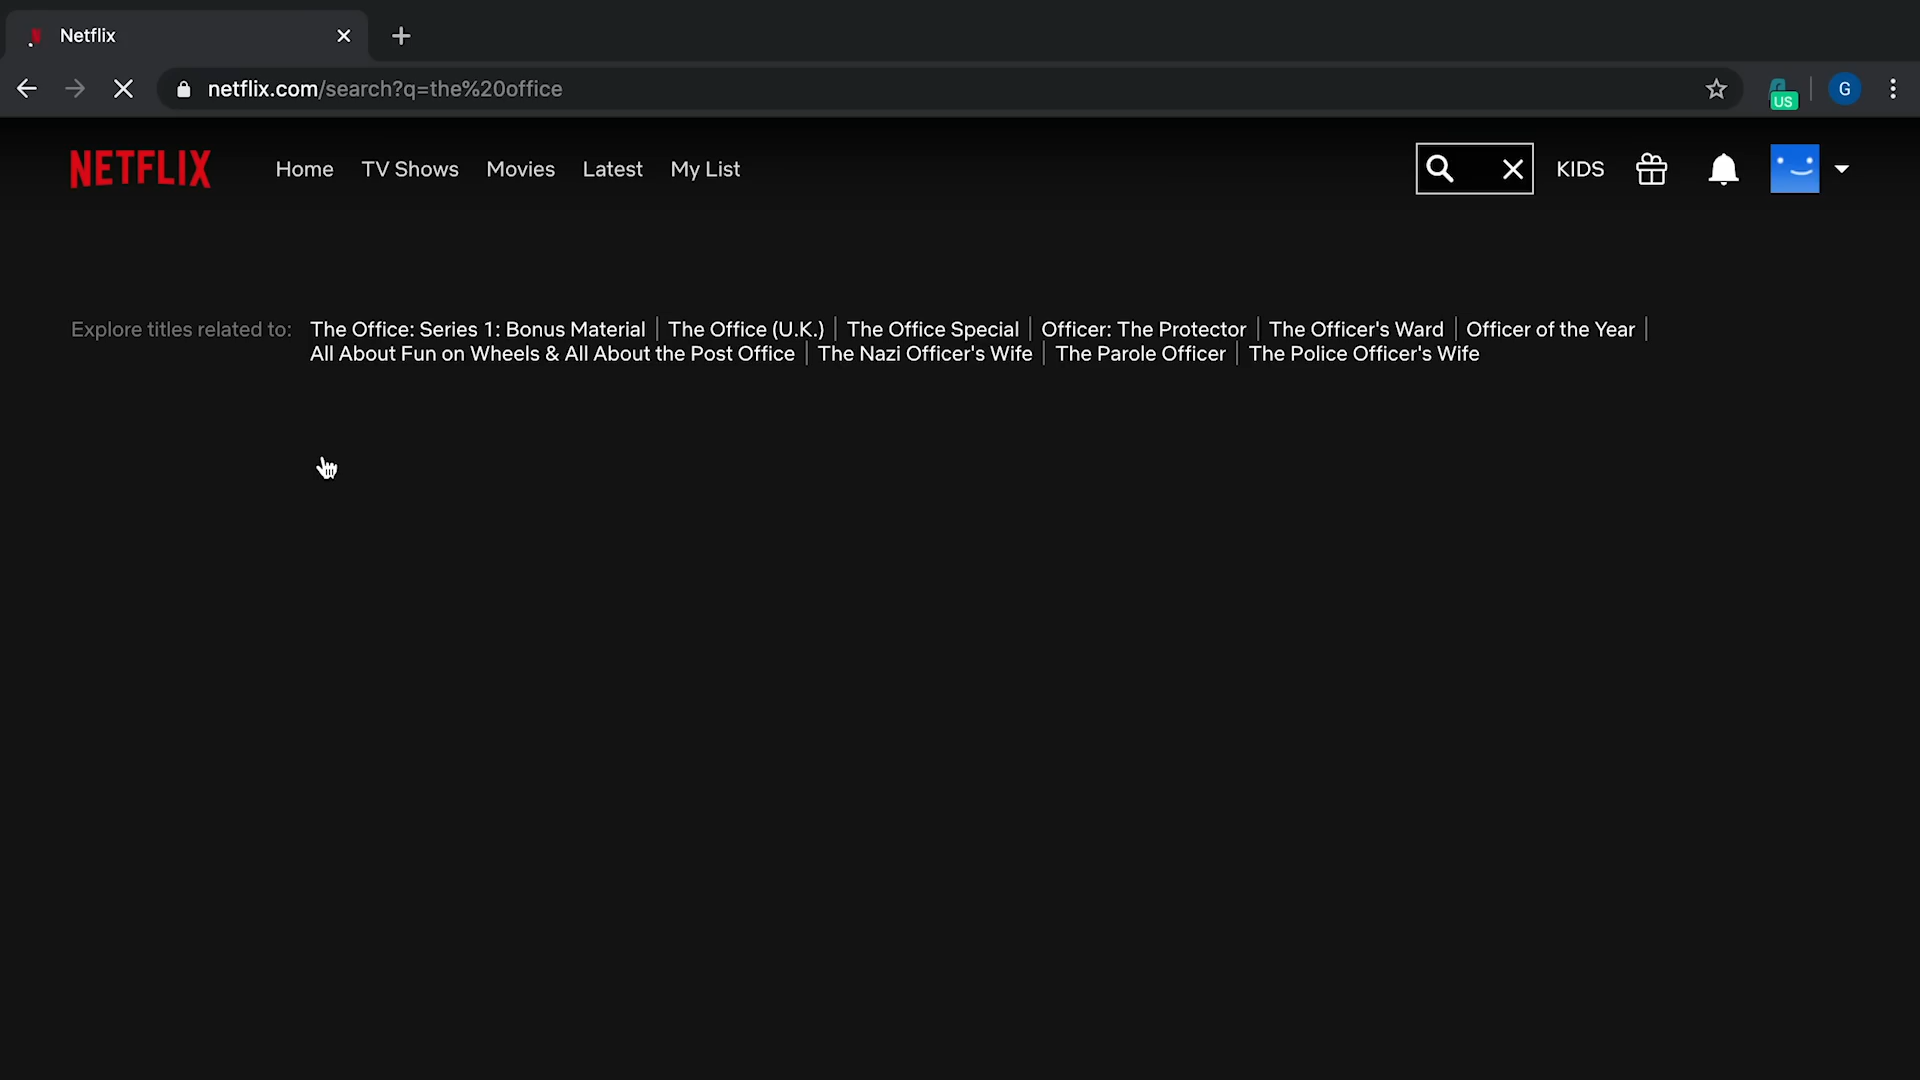 Netflix
netflix.com/search?q=the%20office
US
G
NETFLIX
Home TV Shows Movies Latest My List
KIDS
Explore titles related to: The Office: Series 1: Bonus Material | The Office (U.K.) | The Office Special | Officer: The Protector | The Officer's Ward | Officer of the Year |
All About Fun on Wheels & All About the Post Office | The Nazi Officer's Wife | The Parole Officer | The Police Officer's Wife